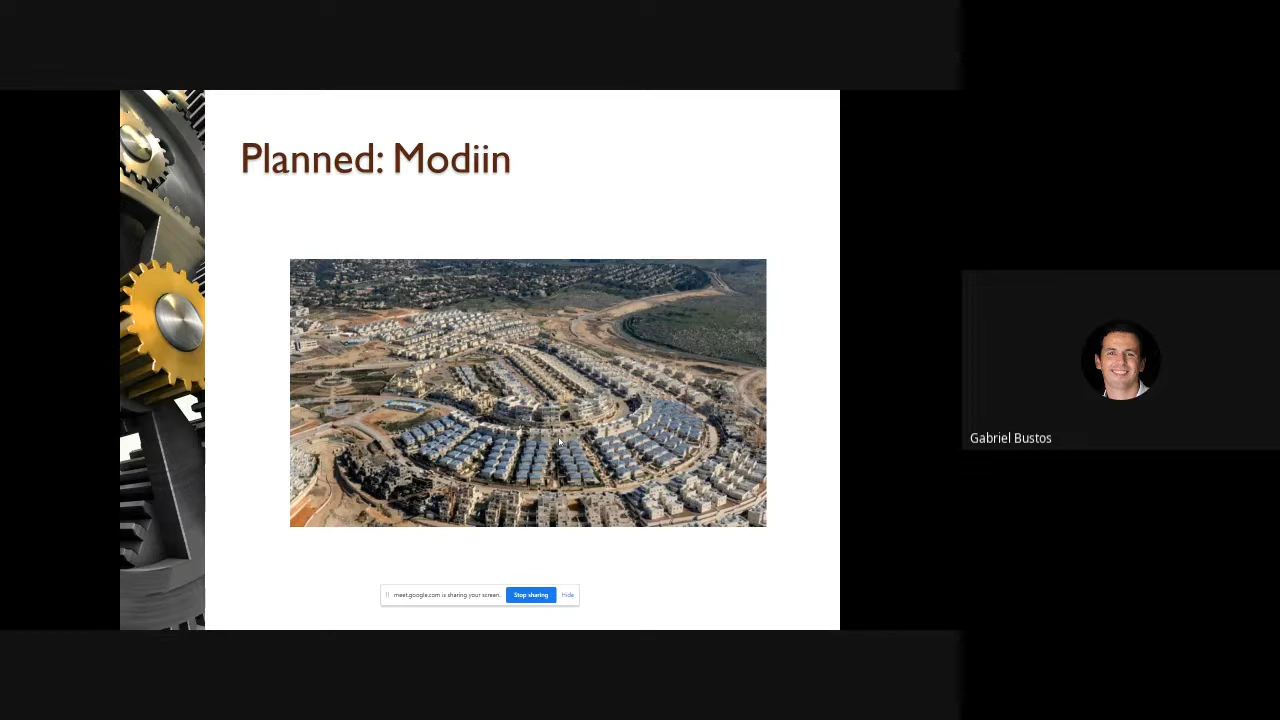 Planned: Modiin
Gabriel Bustos
meet.google.com is sharing your screen.
Stop sharing
Hide